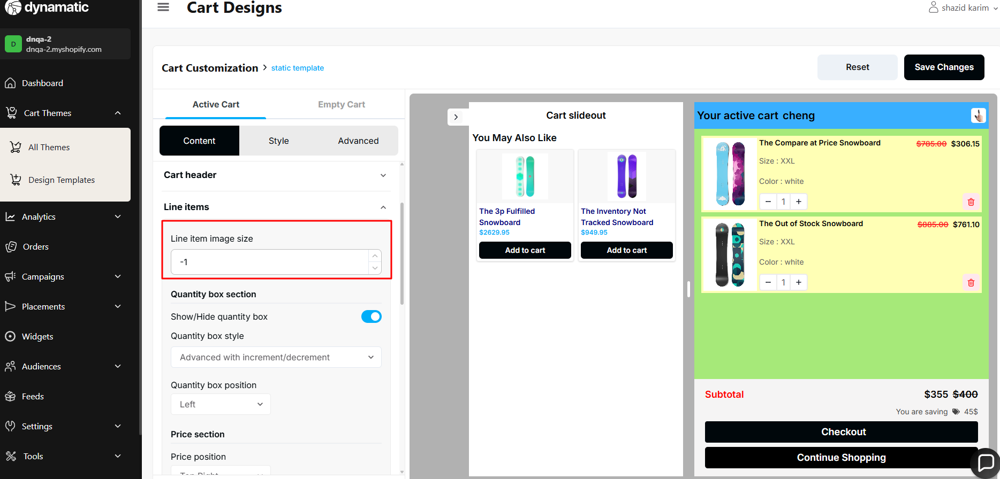 dynamatic
D
dnqa-2
dnqa-2.myshopify.com
Dashboard
Cart Themes
All Themes
Design Templates
Analytics
Orders
Campaigns
Placements
Widgets
Audiences
Feeds
Settings
Tools
Cart Designs
shazid karim
Cart Customization > static template
Reset
Save Changes
Active Cart
Empty Cart
Content
Style
Advanced
Cart header
Line items
Line item image size
-1
Quantity box section
Show/Hide quantity box
Quantity box style
Advanced with increment/decrement
Quantity box position
Left
Price section
Price position
Top Right
Cart slideout
You May Also Like
The 3p Fulfilled
Snowboard
$2629.95
Add to cart
The Inventory Not
Tracked Snowboard
$949.95
Add to cart
Your active cart cheng
The Compare at Price Snowboard
$785.00 $306.15
Size : XXL
Color : white
− 1 +
The Out of Stock Snowboard
$885.00 $761.10
Size : XXL
Color : white
− 1 +
Subtotal
$355 $400
You are saving 45$
Checkout
Continue Shopping